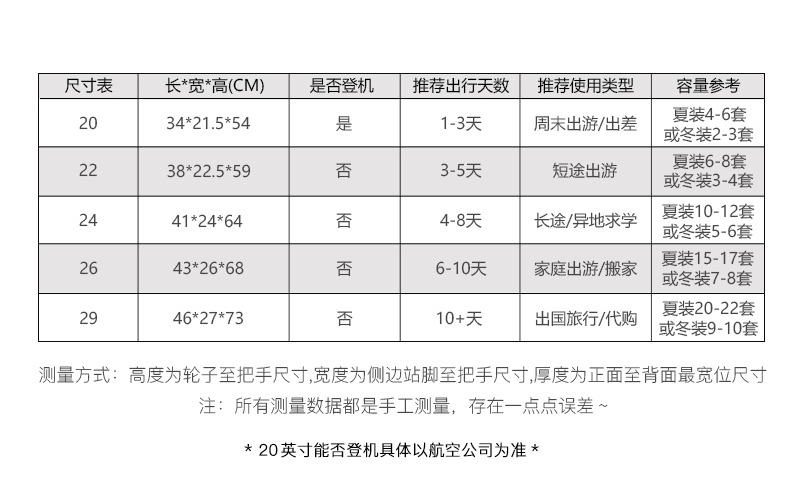 尺寸表 长*宽*高(CM) 是否登机 推荐出行天数 推荐使用类型 容量参考
20 34*21.5*54 是 1-3天 周末出游/出差 夏装4-6套
或冬装2-3套
22 38*22.5*59 否 3-5天 短途出游 夏装6-8套
或冬装3-4套
24 41*24*64 否 4-8天 长途/异地求学 夏装10-12套
或冬装5-6套
26 43*26*68 否 6-10天 家庭出游/搬家 夏装15-17套
或冬装7-8套
29 46*27*73 否 10+天 出国旅行/代购 夏装20-22套
或冬装9-10套
测量方式：高度为轮子至把手尺寸,宽度为侧边站脚至把手尺寸,厚度为正面至背面最宽位尺寸
注：所有测量数据都是手工测量，存在一点点误差~
* 20英寸能否登机具体以航空公司为准 *